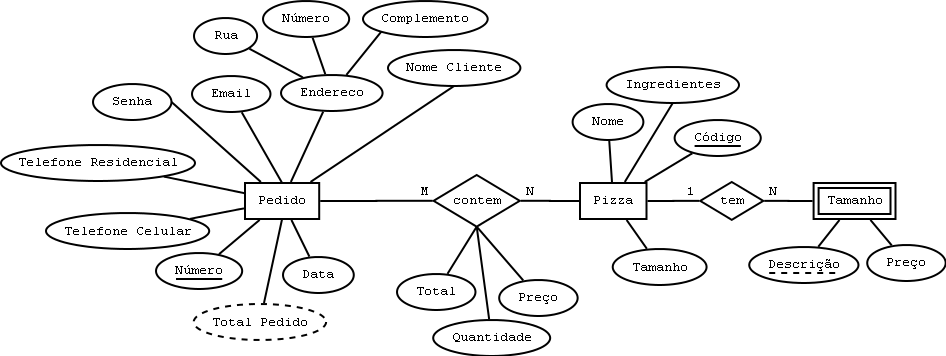 Número
Complemento
Rua
Nome Cliente
Email
Endereco
Senha
Ingredientes
Nome
Código
Telefone Residencial
Pedido
M
contem
N
Pizza
1
tem
N
Tamanho
Telefone Celular
Número
Data
Total
Preço
Tamanho
Descrição
Preço
Total Pedido
Quantidade